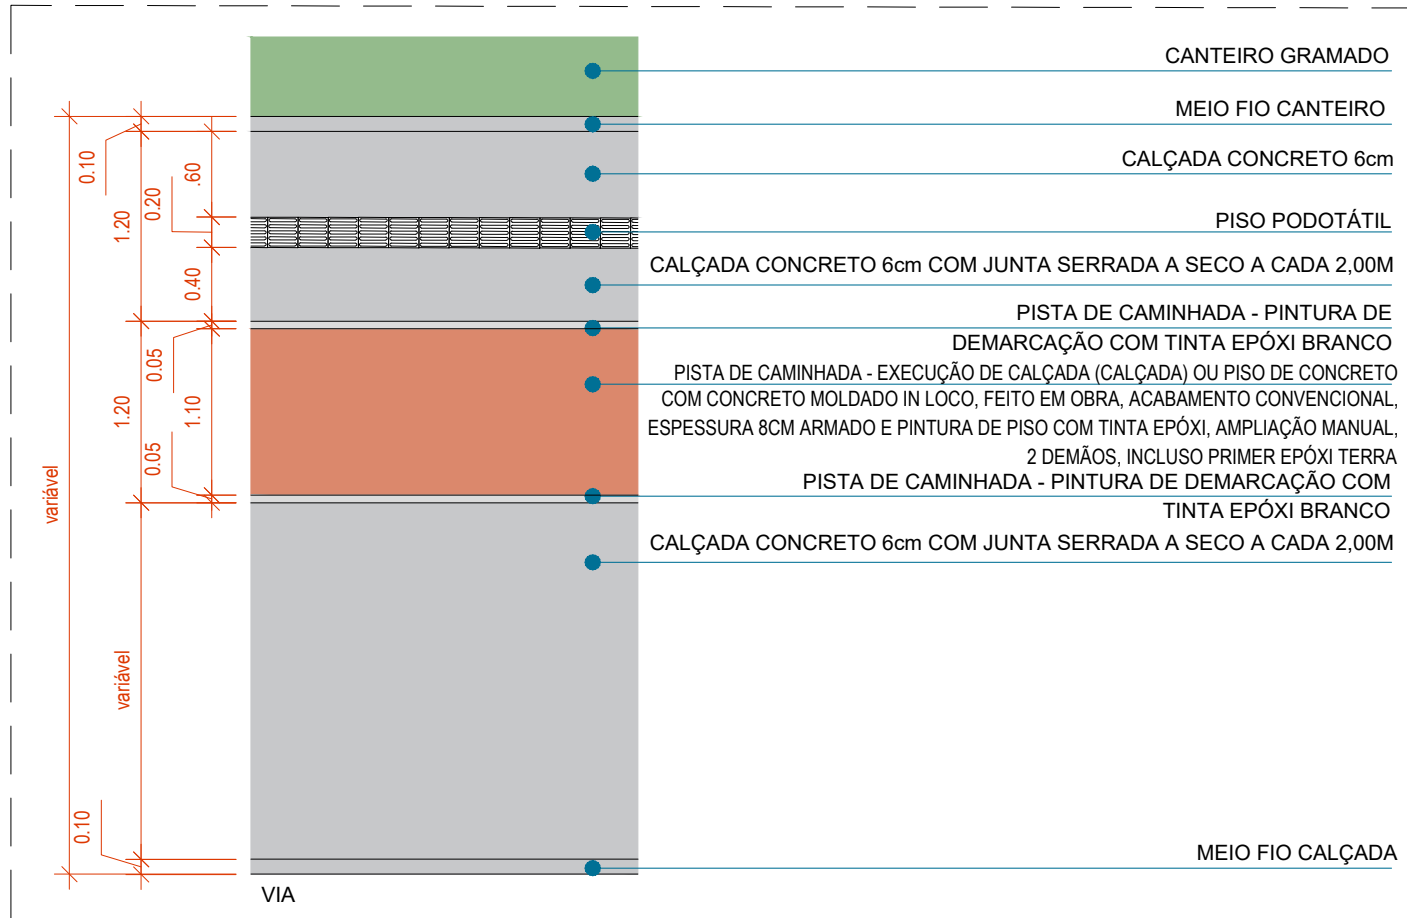 CANTEIRO GRAMADO
MEIO FIO CANTEIRO
CALÇADA CONCRETO 6cm
PISO PODOTÁTIL
CALÇADA CONCRETO 6cm COM JUNTA SERRADA A SECO A CADA 2,00M
PISTA DE CAMINHADA - PINTURA DE
DEMARCAÇÃO COM TINTA EPÓXI BRANCO
PISTA DE CAMINHADA - EXECUÇÃO DE CALÇADA (CALÇADA) OU PISO DE CONCRETO
COM CONCRETO MOLDADO IN LOCO, FEITO EM OBRA, ACABAMENTO CONVENCIONAL,
ESPESSURA 8CM ARMADO E PINTURA DE PISO COM TINTA EPÓXI, AMPLIAÇÃO MANUAL,
2 DEMÃOS, INCLUSO PRIMER EPÓXI TERRA
PISTA DE CAMINHADA - PINTURA DE DEMARCAÇÃO COM
TINTA EPÓXI BRANCO
CALÇADA CONCRETO 6cm COM JUNTA SERRADA A SECO A CADA 2,00M
MEIO FIO CALÇADA
VIA
variável
0.10
1.20
1.20
variável
0.10
0.20
.60
0.40
0.05
1.10
0.05